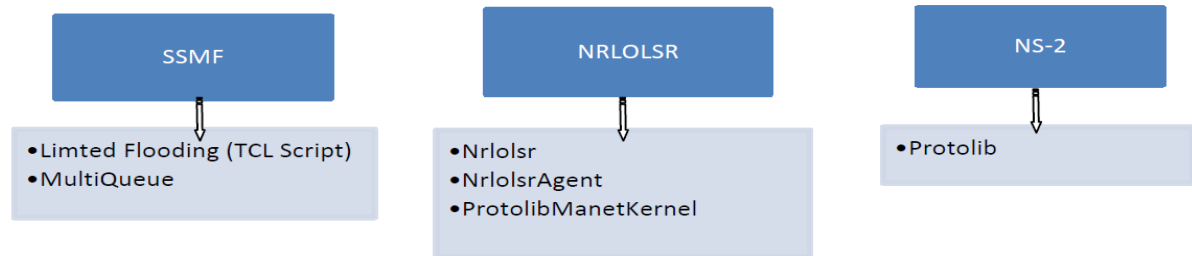 SSMF
•Limted Flooding (TCL Script)
•MultiQueue
NRLOLSR
•Nrlolsr
•NrlolsrAgent
•ProtolibManetKernel
NS-2
•Protolib